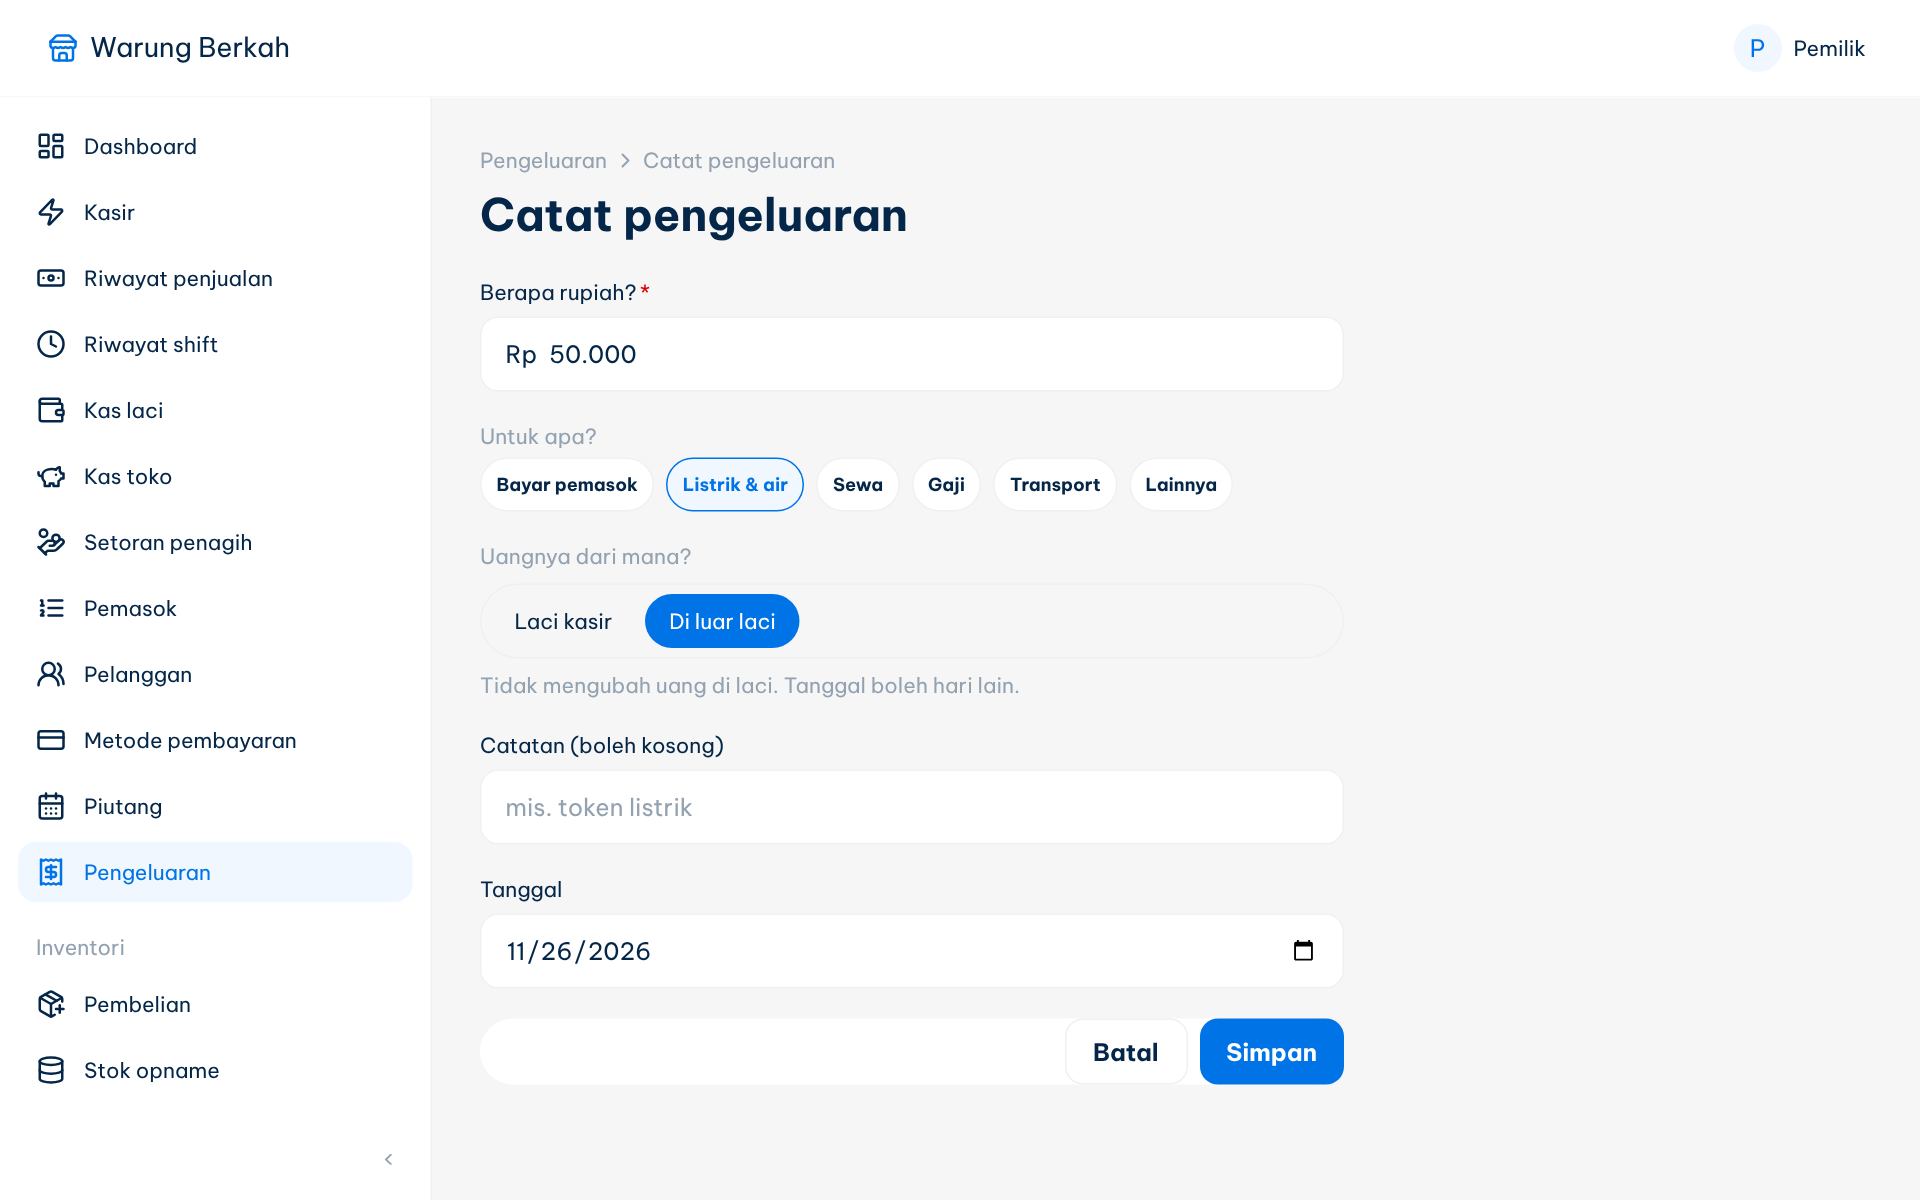 Warung Berkah
P
Pemilik
Dashboard
Kasir
Riwayat penjualan
Riwayat shift
Kas laci
Kas toko
Setoran penagih
Pemasok
Pelanggan
Metode pembayaran
Piutang
Pengeluaran
Inventori
Pembelian
Stok opname
Pengeluaran > Catat pengeluaran
Catat pengeluaran
Berapa rupiah?*
Rp 50.000
Untuk apa?
Bayar pemasok Listrik & air Sewa Gaji Transport Lainnya
Uangnya dari mana?
Laci kasir Di luar laci
Tidak mengubah uang di laci. Tanggal boleh hari lain.
Catatan (boleh kosong)
mis. token listrik
Tanggal
11/26/2026
Batal Simpan